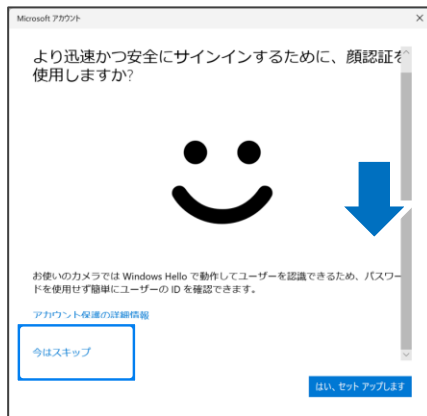 Microsoft アカウント
より迅速かつ安全にサインインするために、顔認証を
使用しますか?
お使いのカメラでは Windows Hello で動作してユーザーを認識できるため、パスワー
ドを使用せず簡単にユーザーの ID を確認できます。
アカウント保護の詳細情報
今はスキップ
はい、セット アップします